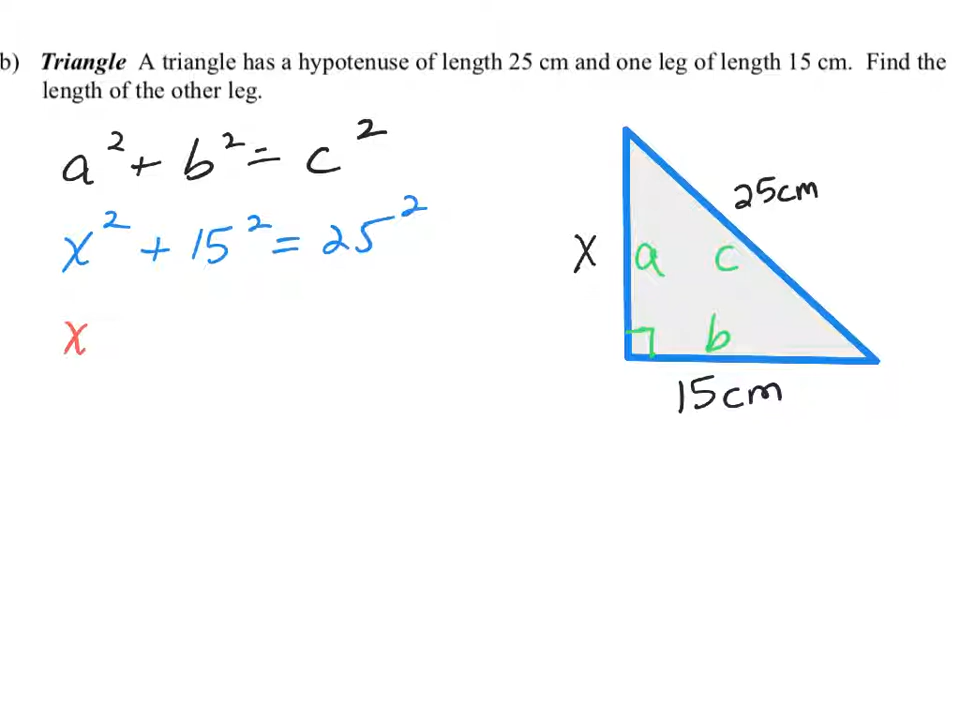 b) Triangle A triangle has a hypotenuse of length 25 cm and one leg of length 15 cm. Find the
length of the other leg.
a² + b² = c²
x² + 15² = 25²
x
25cm
x a c
b
15cm